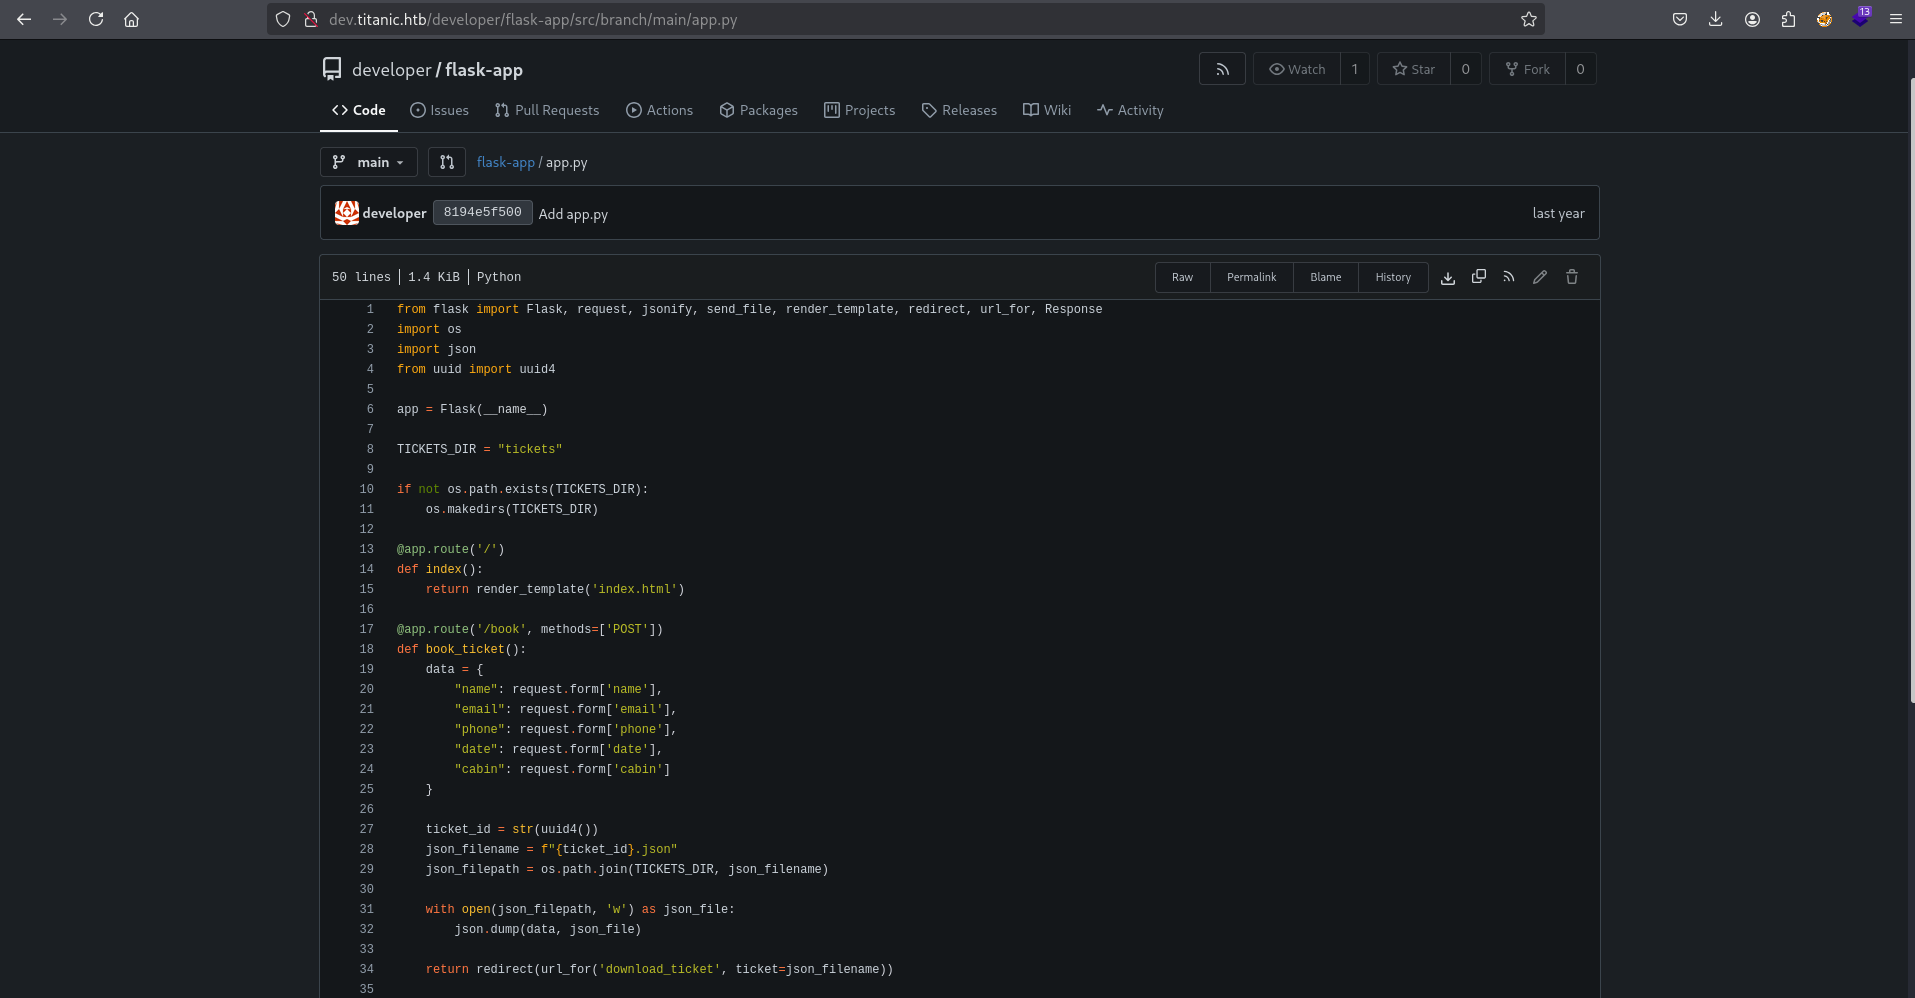 dev.titanic.htb/developer/flask-app/src/branch/main/app.py
13
developer / flask-app
Watch 1 Star 0 Fork 0
Code Issues Pull Requests Actions Packages Projects Releases Wiki Activity
main flask-app / app.py
developer 8194e5f500 Add app.py last year
50 lines 1.4 KiB Python Raw Permalink Blame History
1 from flask import Flask, request, jsonify, send_file, render_template, redirect, url_for, Response
2 import os
3 import json
4 from uuid import uuid4
5
6 app = Flask(__name__)
7
8 TICKETS_DIR = "tickets"
9
10 if not os.path.exists(TICKETS_DIR):
11     os.makedirs(TICKETS_DIR)
12
13 @app.route('/')
14 def index():
15     return render_template('index.html')
16
17 @app.route('/book', methods=['POST'])
18 def book_ticket():
19     data = {
20         "name": request.form['name'],
21         "email": request.form['email'],
22         "phone": request.form['phone'],
23         "date": request.form['date'],
24         "cabin": request.form['cabin']
25     }
26
27     ticket_id = str(uuid4())
28     json_filename = f"{ticket_id}.json"
29     json_filepath = os.path.join(TICKETS_DIR, json_filename)
30
31     with open(json_filepath, 'w') as json_file:
32         json.dump(data, json_file)
33
34     return redirect(url_for('download_ticket', ticket=json_filename))
35